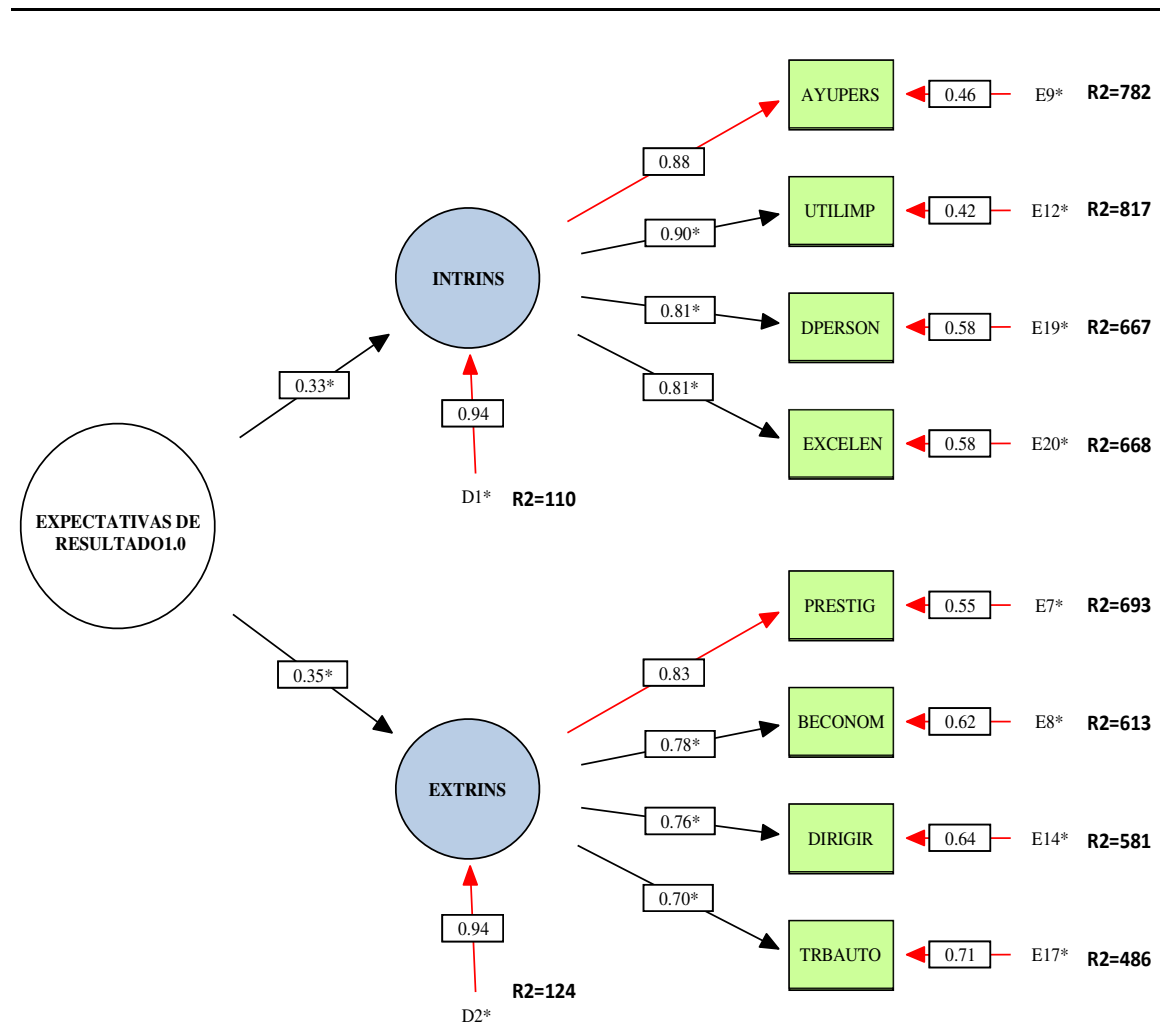 AYUPERS
0.46
E9*
R2=782
0.88
UTILIMP
0.42
E12*
R2=817
0.90*
INTRINS
DPERSON
0.58
E19*
R2=667
0.81*
0.33*
0.81*
0.94
EXCELEN
0.58
E20*
R2=668
D1*
R2=110
EXPECTATIVAS DE
RESULTADO1.0
PRESTIG
0.55
E7*
R2=693
0.35*
0.83
BECONOM
0.62
E8*
R2=613
0.78*
EXTRINS
DIRIGIR
0.64
E14*
R2=581
0.76*
0.70*
0.94
TRBAUTO
0.71
E17*
R2=486
R2=124
D2*